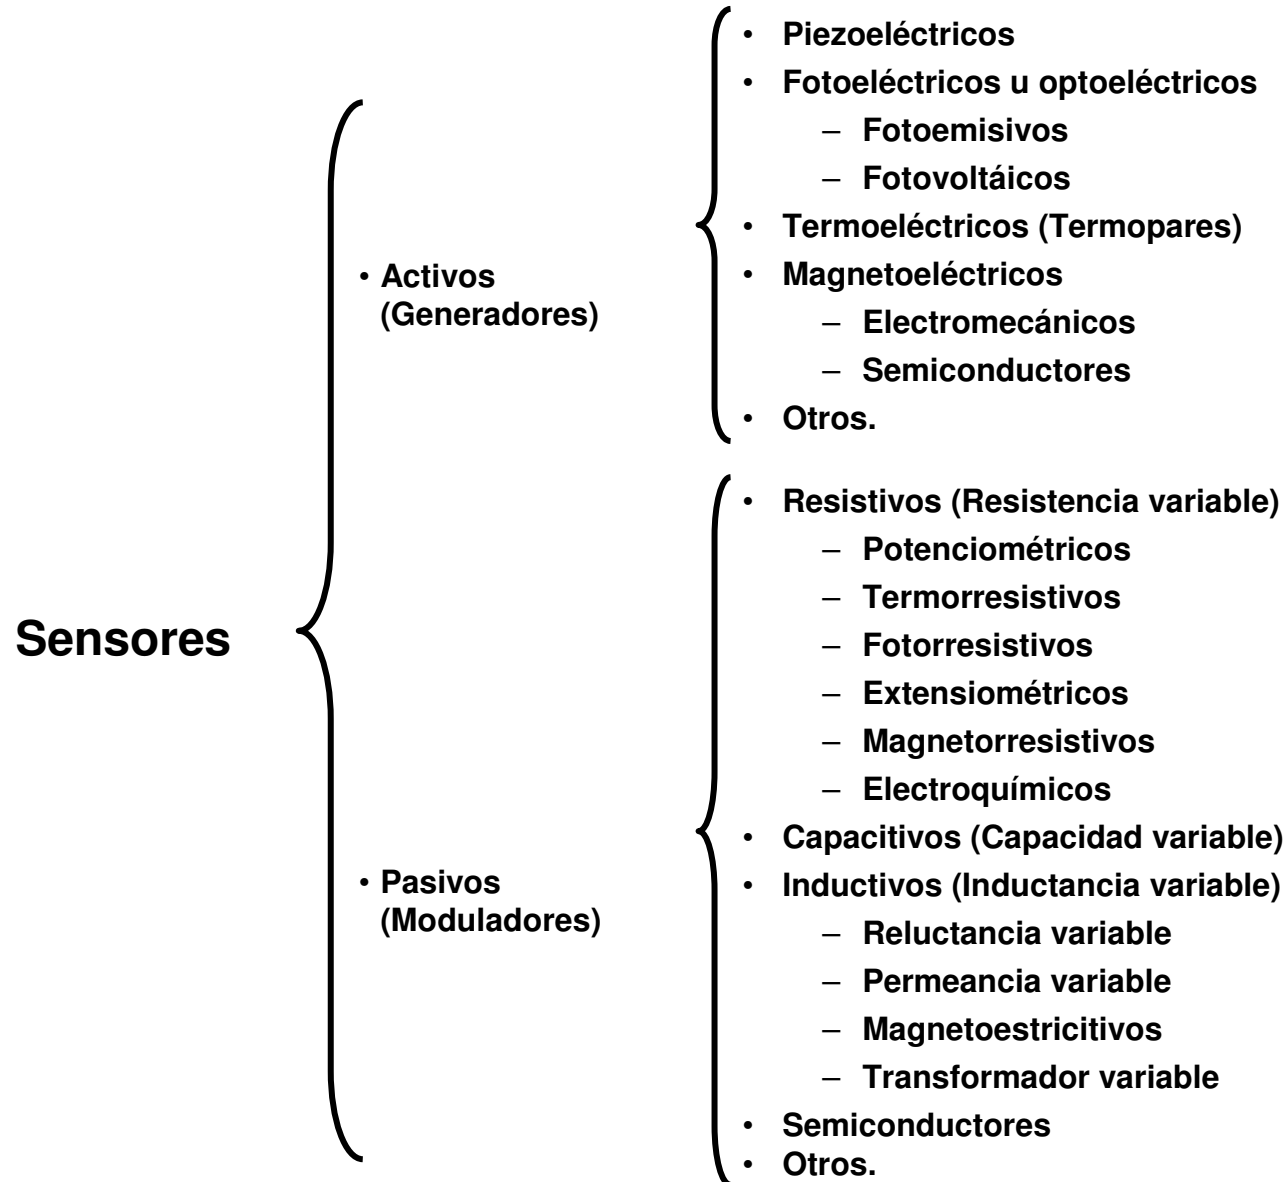 Sensores
• Activos
(Generadores)
• Piezoeléctricos
• Fotoeléctricos u optoeléctricos
– Fotoemisivos
– Fotovoltáicos
• Termoeléctricos (Termopares)
• Magnetoeléctricos
– Electromecánicos
– Semiconductores
• Otros.
• Pasivos
(Moduladores)
• Resistivos (Resistencia variable)
– Potenciométricos
– Termorresistivos
– Fotorresistivos
– Extensiométricos
– Magnetorresistivos
– Electroquímicos
• Capacitivos (Capacidad variable)
• Inductivos (Inductancia variable)
– Reluctancia variable
– Permeancia variable
– Magnetoestricitivos
– Transformador variable
• Semiconductores
• Otros.